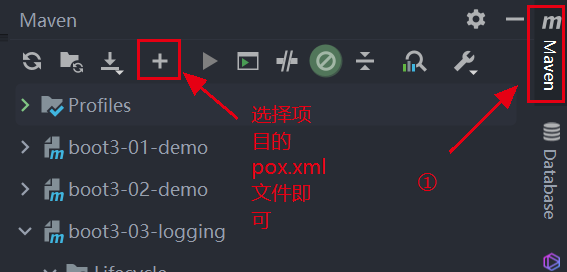 Maven
Profiles
boot3-01-demo
boot3-02-demo
boot3-03-logging
Lifecycle
选择项
目的
pox.xml
文件即
可
①
m
Maven
Database